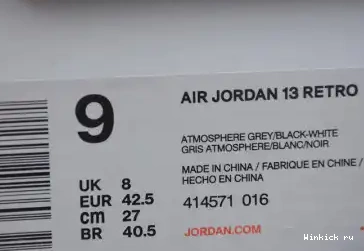 9
AIR JORDAN 13 RETRO
ATMOSPHERE GREY/BLACK-WHITE
GRIS ATMOSPHERE/BLANC/NOIR
MADE IN CHINA / FABRIQUE EN CHINE /
HECHO EN CHINA
UK 8
EUR 42.5
cm 27
BR 40.5
414571 016
JORDAN.COM
Winkick ru